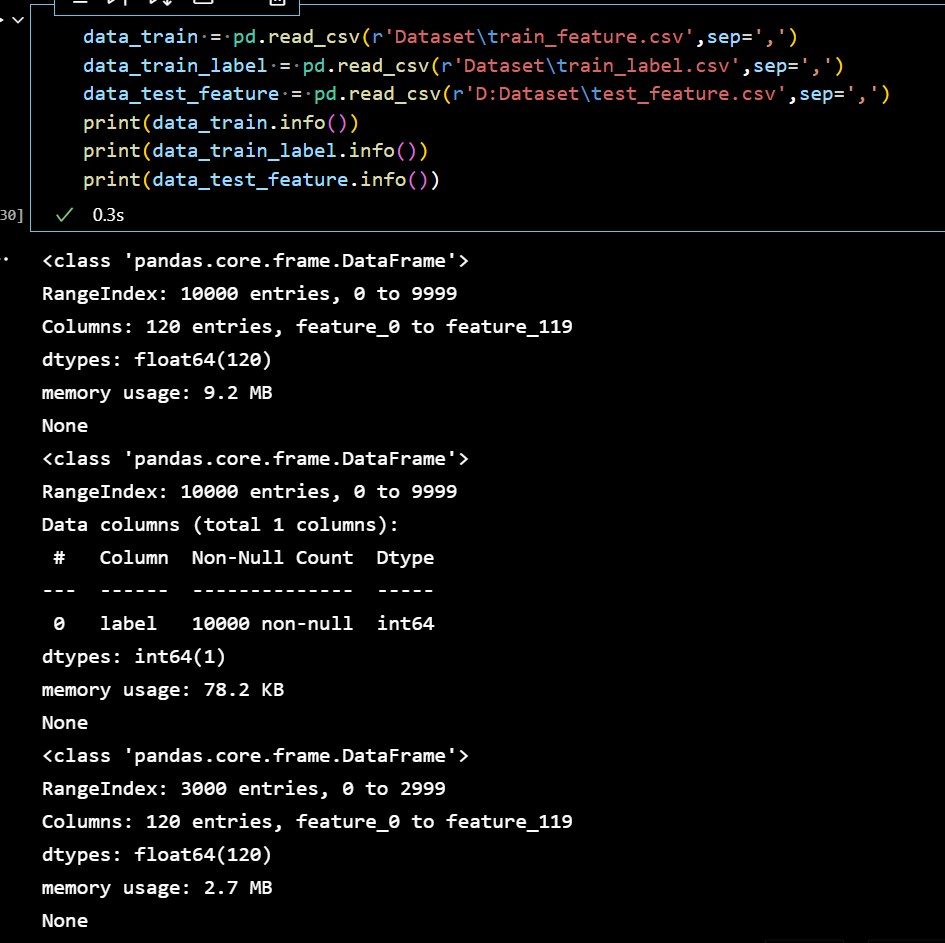 data_train = pd.read_csv(r'Dataset\train_feature.csv',sep=',')
data_train_label = pd.read_csv(r'Dataset\train_label.csv',sep=',')
data_test_feature = pd.read_csv(r'D:Dataset\test_feature.csv',sep=',')
print(data_train.info())
print(data_train_label.info())
print(data_test_feature.info())
30]
0.3s
<class 'pandas.core.frame.DataFrame'>
RangeIndex: 10000 entries, 0 to 9999
Columns: 120 entries, feature_0 to feature_119
dtypes: float64(120)
memory usage: 9.2 MB
None
<class 'pandas.core.frame.DataFrame'>
RangeIndex: 10000 entries, 0 to 9999
Data columns (total 1 columns):
 #   Column  Non-Null Count  Dtype
---  ------  --------------  -----
 0   label   10000 non-null  int64
dtypes: int64(1)
memory usage: 78.2 KB
None
<class 'pandas.core.frame.DataFrame'>
RangeIndex: 3000 entries, 0 to 2999
Columns: 120 entries, feature_0 to feature_119
dtypes: float64(120)
memory usage: 2.7 MB
None